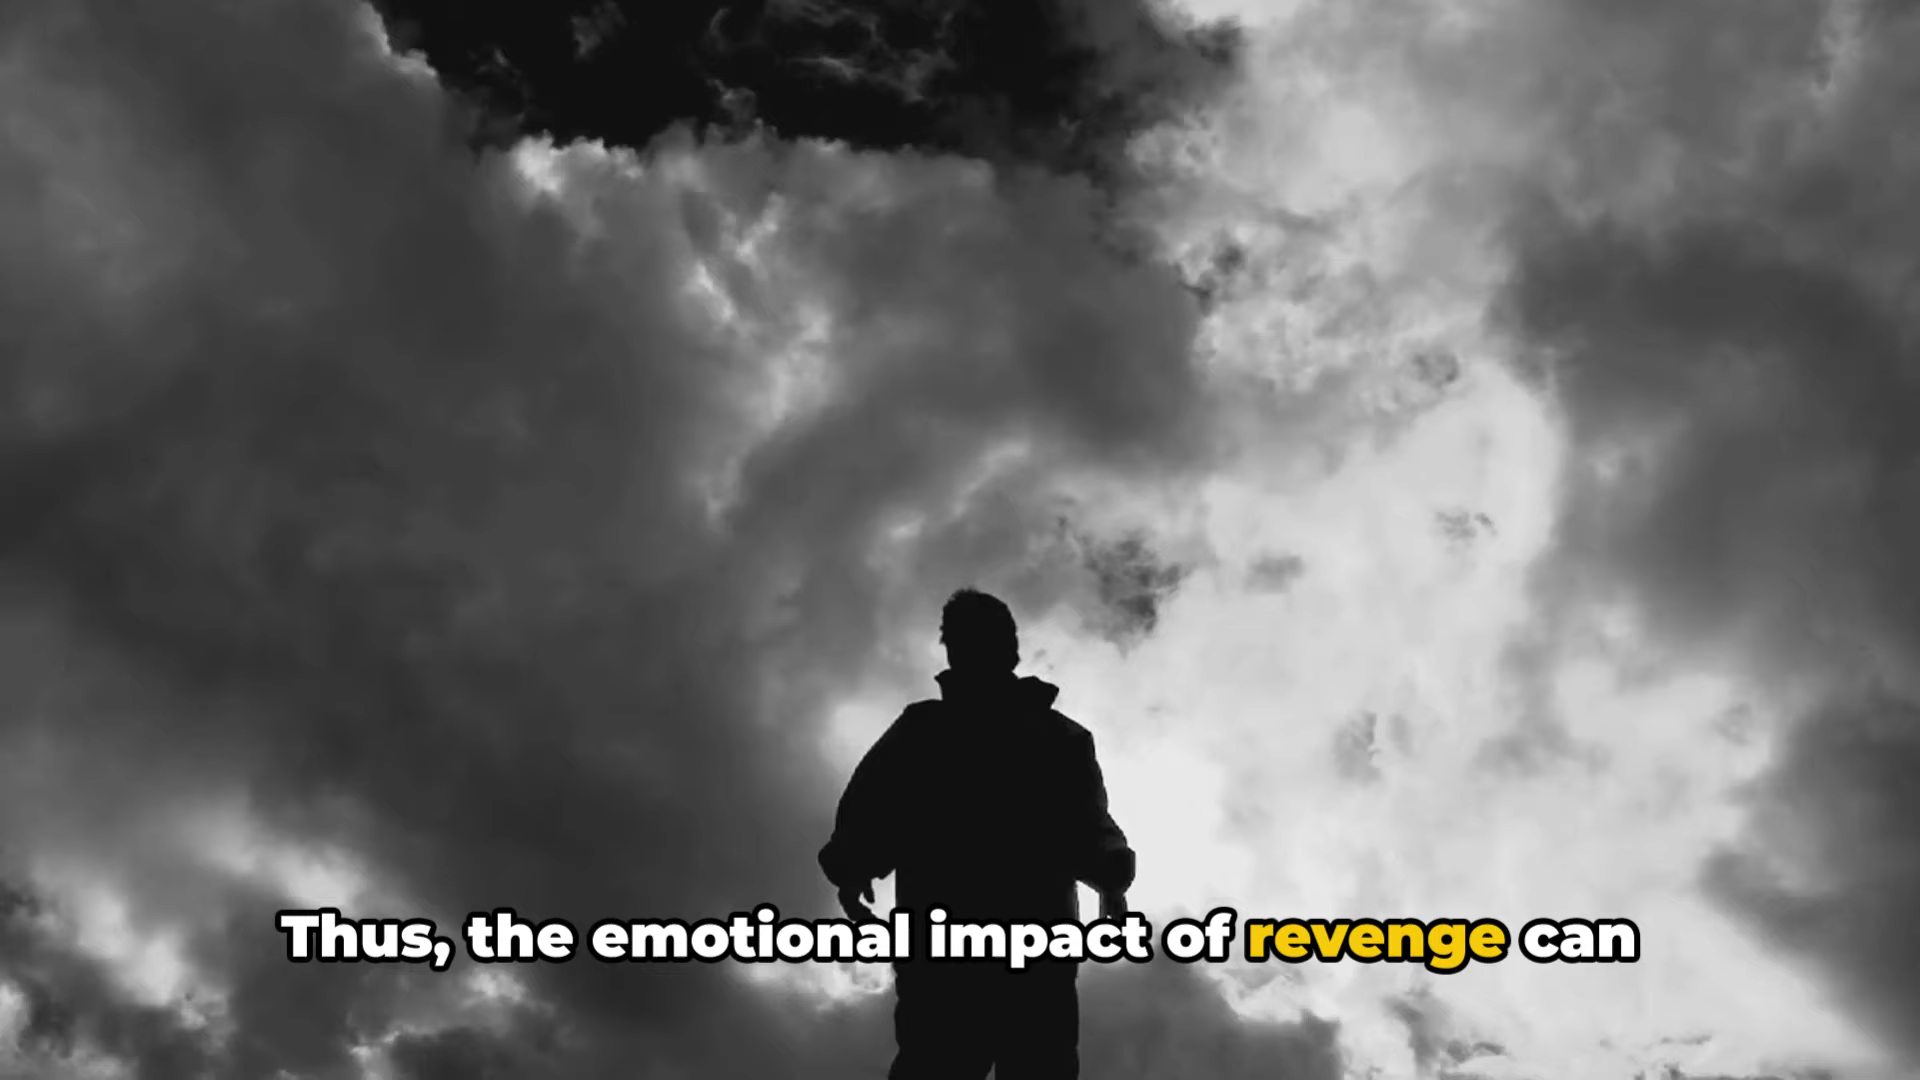 Thus, the emotional impact of revenge can